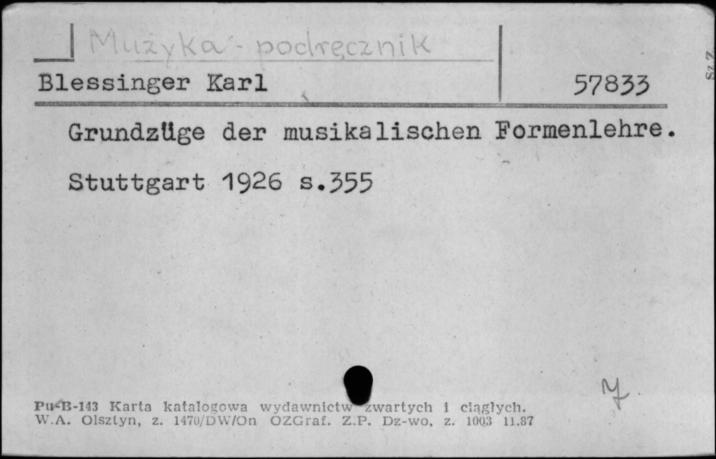 Muzyka - podręcznik
Blessinger Karl 57833
Grundzüge der musikalischen Formenlehre.
Stuttgart 1926 s.355
Pu-B-143 Karta katalogowa wydawnictw zwartych i ciągłych.
W.A. Olsztyn, z. 1470/DW/On OZGraf. Z.P. Dz-wo, z. 1003 11.87